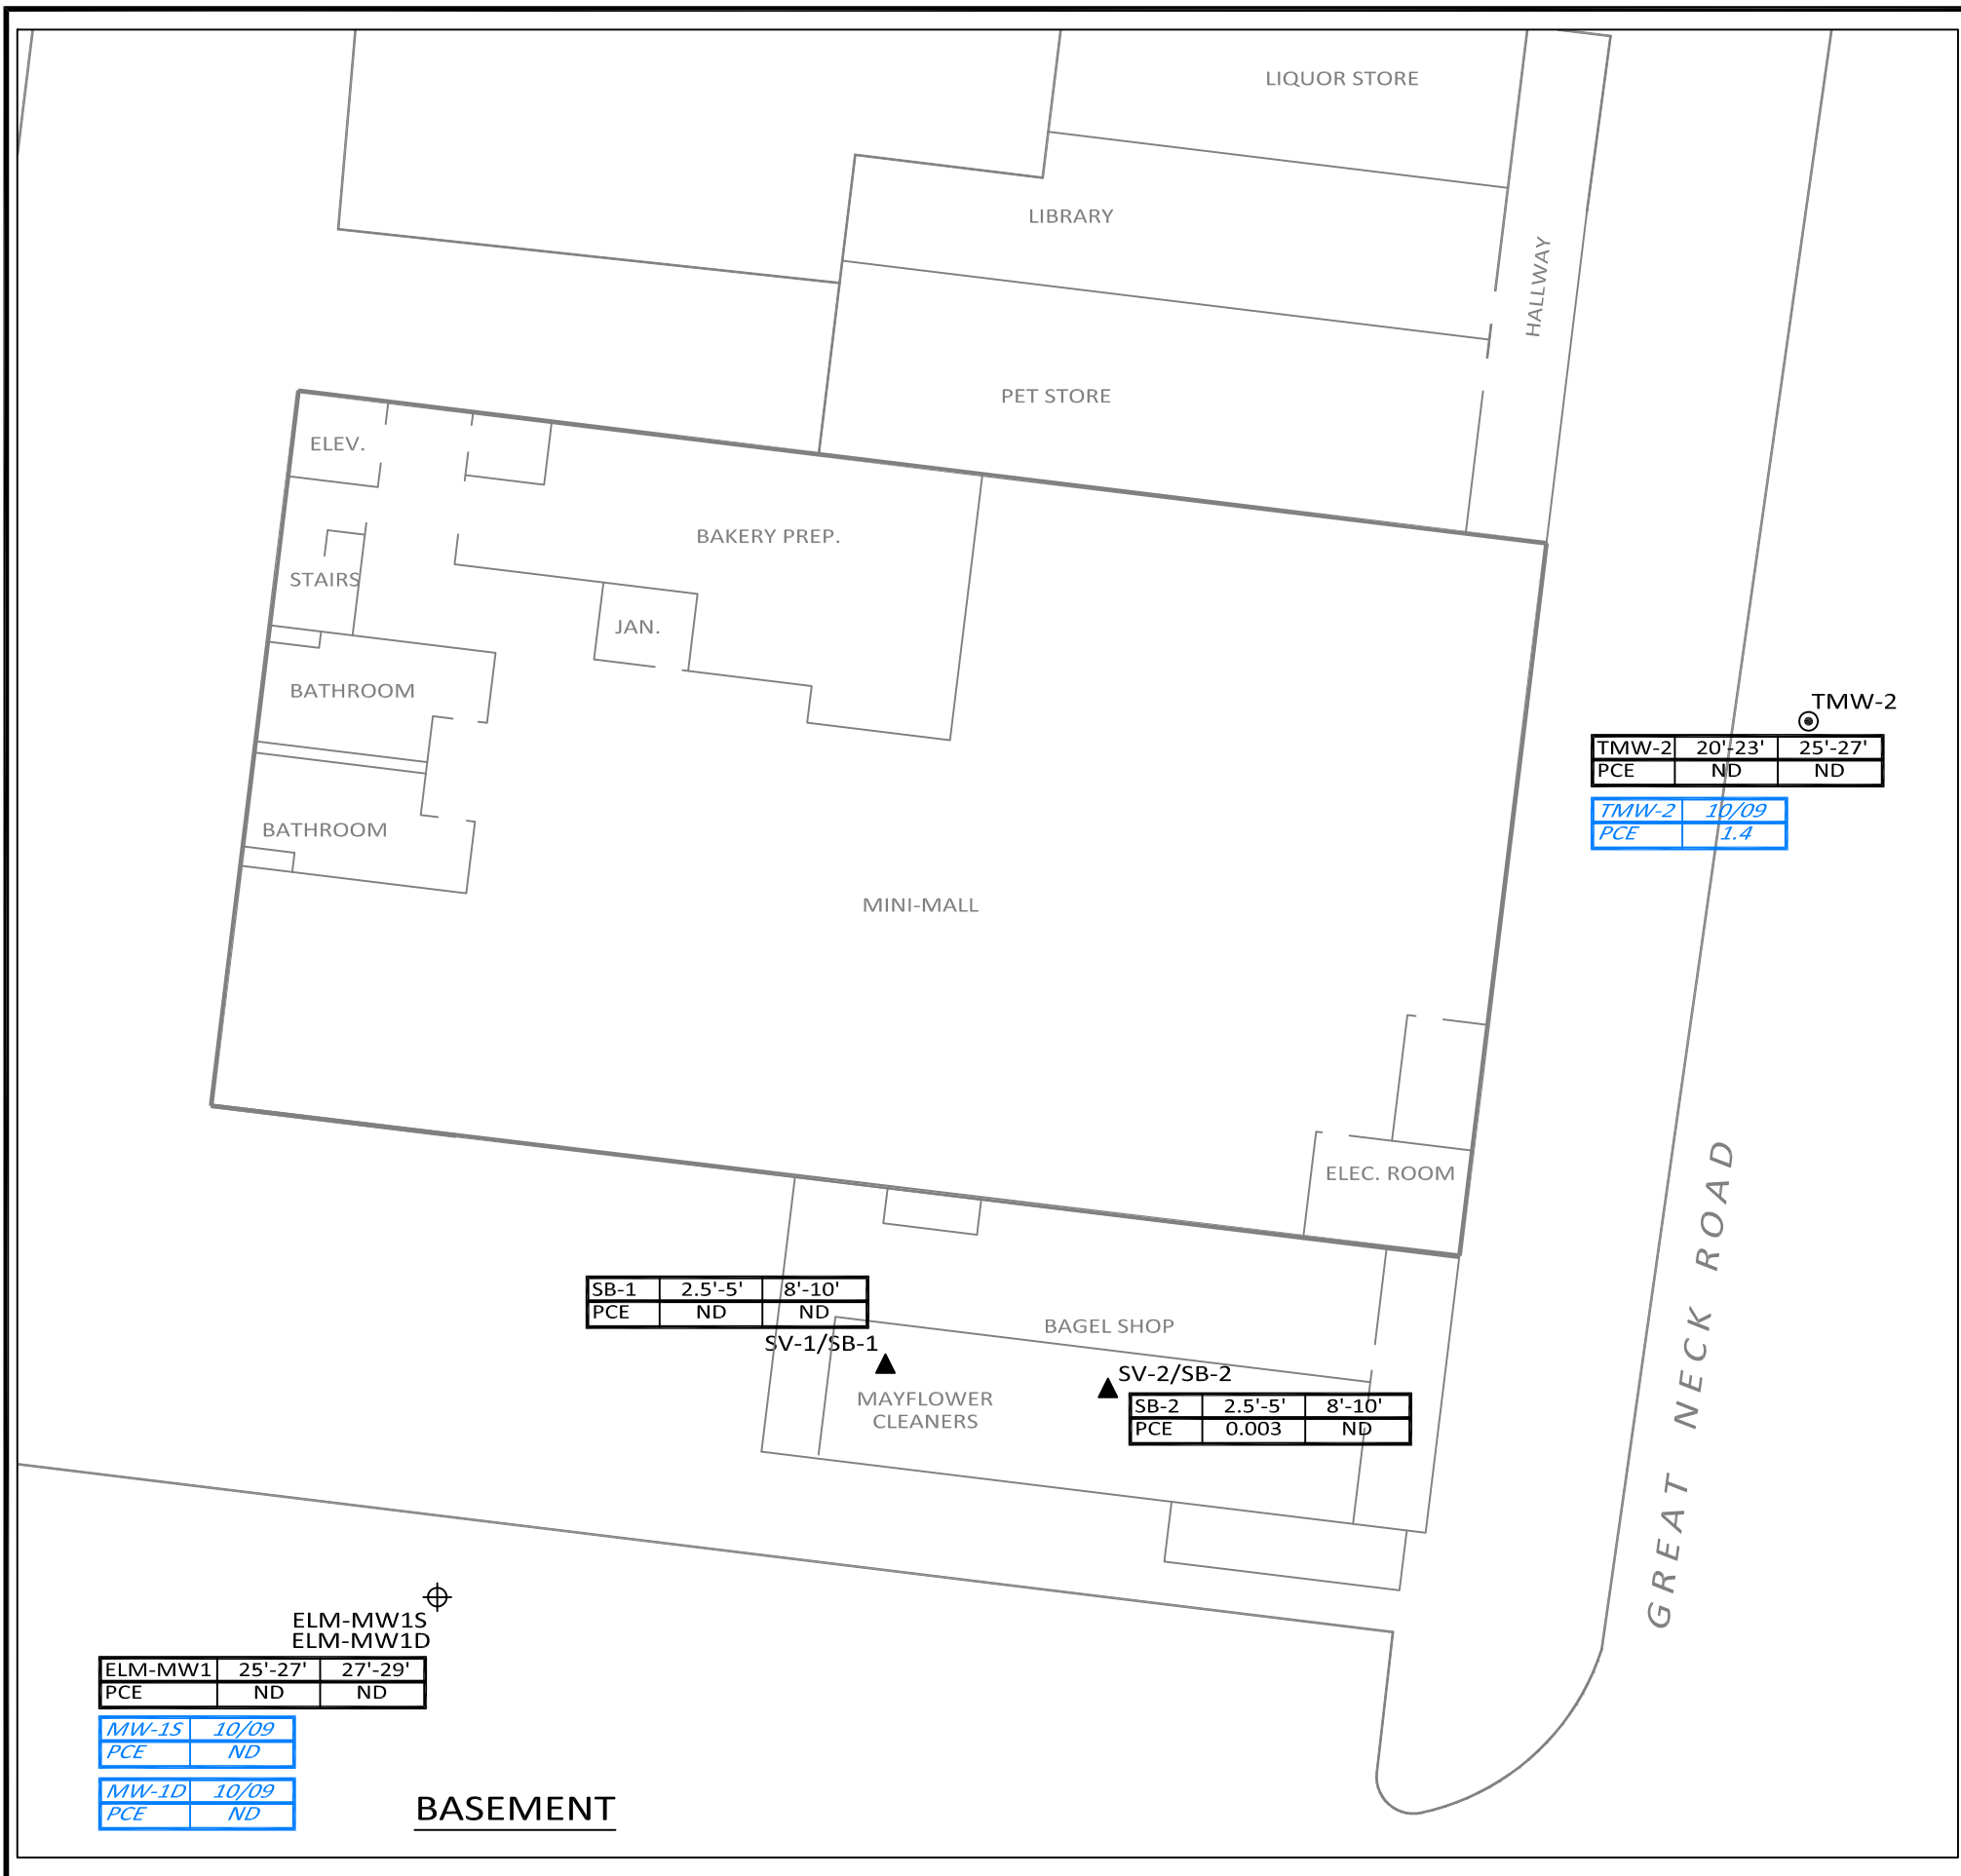 LIQUOR STORE
LIBRARY
HALLWAY
PET STORE
ELEV.
BAKERY PREP.
STAIRS
JAN.
BATHROOM
TMW-2
TMW-2 20'-23' 25'-27'
PCE ND ND
TMW-2 10/09
PCE 1.4
BATHROOM
MINI-MALL
ELEC. ROOM
GREAT NECK ROAD
SB-1 2.5'-5' 8'-10'
PCE ND ND
BAGEL SHOP
SV-1/SB-1
SV-2/SB-2
MAYFLOWER
CLEANERS
SB-2 2.5'-5' 8'-10'
PCE 0.003 ND
ELM-MW1S
ELM-MW1D
ELM-MW1 25'-27' 27'-29'
PCE ND ND
MW-1S 10/09
PCE ND
MW-1D 10/09
PCE ND
BASEMENT